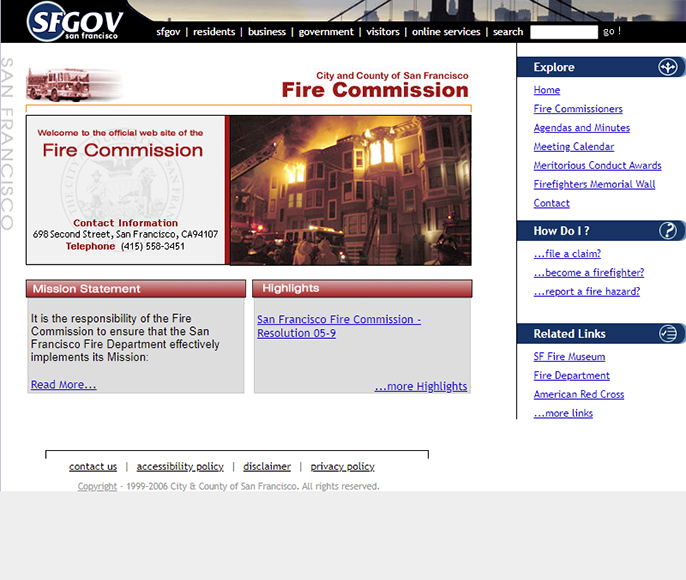 SFGOV
san francisco
sfgov | residents | business | government | visitors | online services | search go !
SAN FRANCISCO
City and County of San Francisco
Fire Commission
Welcome to the official web site of the
Fire Commission
Contact Information
698 Second Street, San Francisco, CA94107
Telephone (415) 558-3451
Mission Statement
It is the responsibility of the Fire
Commission to ensure that the San
Francisco Fire Department effectively
implements its Mission:
Read More...
Highlights
San Francisco Fire Commission -
Resolution 05-9
...more Highlights
Explore
Home
Fire Commissioners
Agendas and Minutes
Meeting Calendar
Meritorious Conduct Awards
Firefighters Memorial Wall
Contact
How Do I ?
...file a claim?
...become a firefighter?
...report a fire hazard?
Related Links
SF Fire Museum
Fire Department
American Red Cross
...more links
contact us | accessibility policy | disclaimer | privacy policy
Copyright - 1999-2006 City & County of San Francisco. All rights reserved.